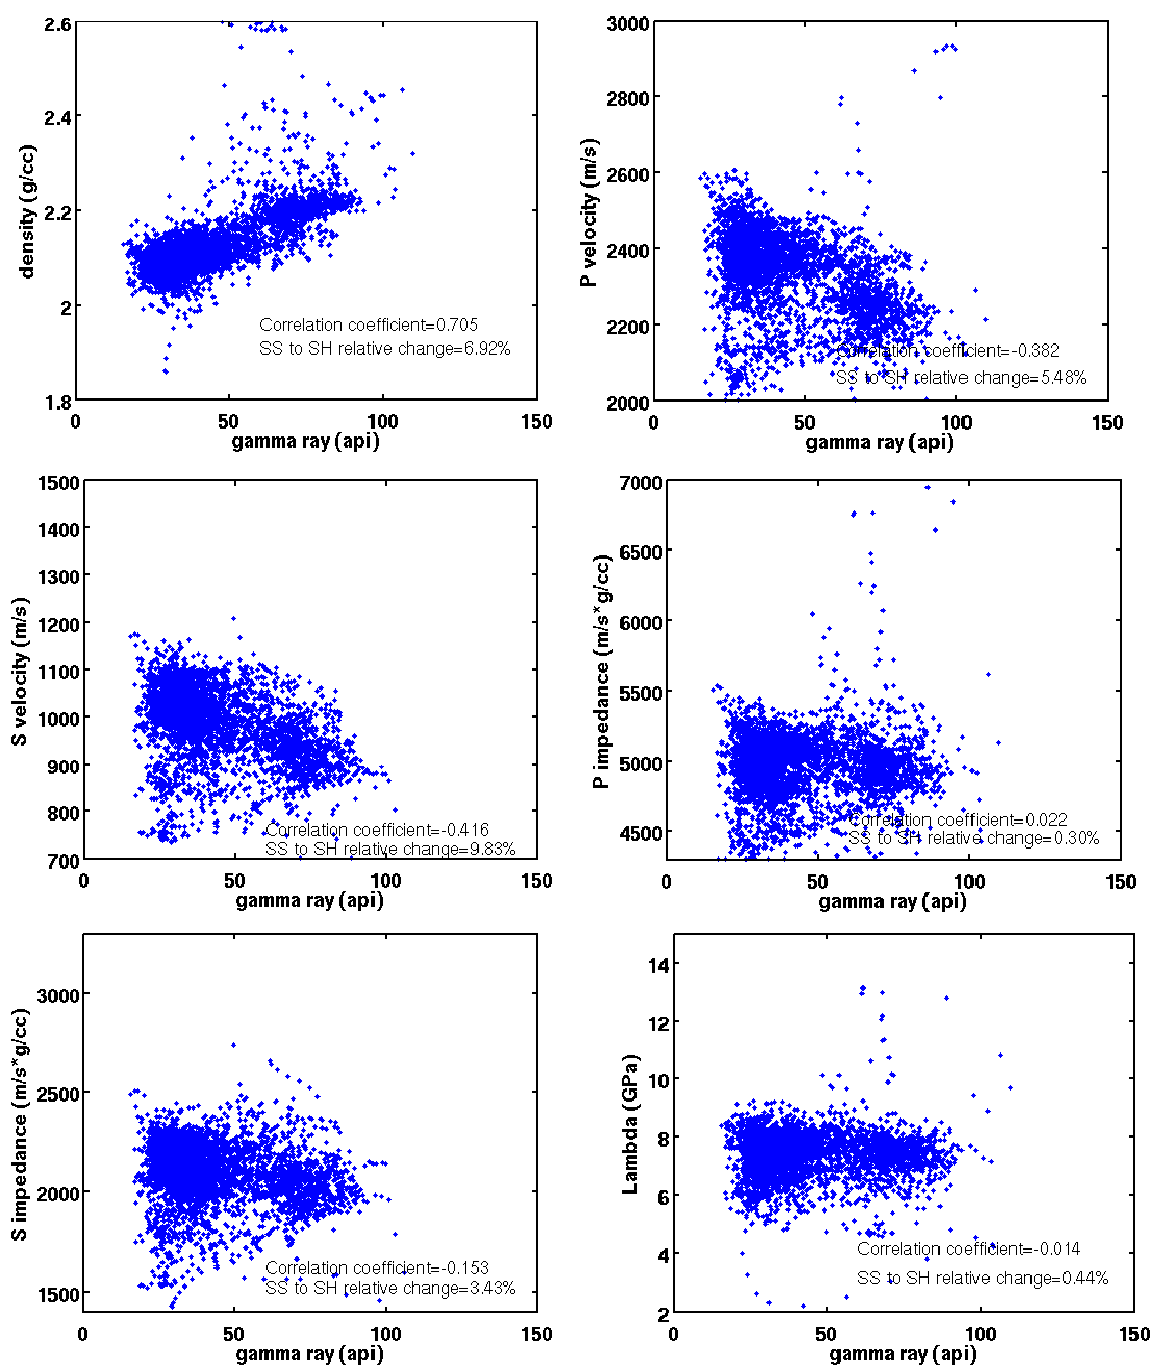 2.6
2.4
2.2
2
1.8
density (g/cc)
Correlation coefficient=0.705
SS to SH relative change=6.92%
0 50 100 150
gamma ray (api)
3000
2800
2600
2400
2200
2000
P velocity (m/s)
Correlation coefficient=-0.382
SS to SH relative change=5.48%
0 50 100 150
gamma ray (api)
1500
1400
1300
1200
1100
1000
900
800
700
S velocity (m/s)
Correlation coefficient=-0.416
SS to SH relative change=9.83%
0 50 100 150
gamma ray (api)
7000
6500
6000
5500
5000
4500
P impedance (m/s*g/cc)
Correlation coefficient=0.022
SS to SH relative change=0.30%
0 50 100 150
gamma ray (api)
3000
2500
2000
1500
S impedance (m/s*g/cc)
Correlation coefficient=-0.153
SS to SH relative change=3.43%
0 50 100 150
gamma ray (api)
14
12
10
8
6
4
2
Lambda (GPa)
Correlation coefficient=-0.014
SS to SH relative change=0.44%
0 50 100 150
gamma ray (api)